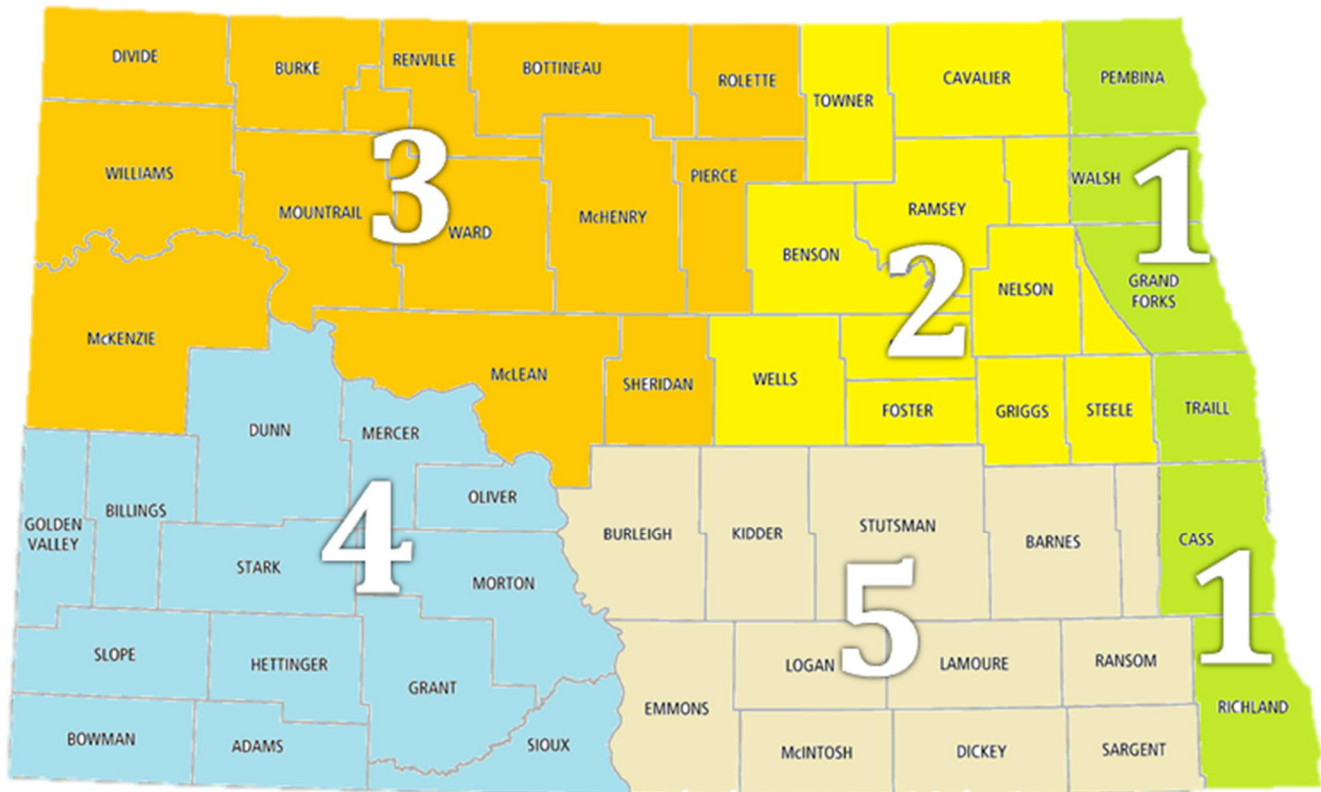 DIVIDE
BURKE
RENVILLE
BOTTINEAU
ROLETTE
TOWNER
CAVALIER
PEMBINA
WILLIAMS
MOUNTRAIL
3
WARD
McHENRY
PIERCE
BENSON
RAMSEY
2
NELSON
WALSH
1
GRAND
FORKS
McKENZIE
McLEAN
SHERIDAN
WELLS
FOSTER
GRIGGS
STEELE
TRAILL
DUNN
MERCER
OLIVER
GOLDEN
VALLEY
BILLINGS
4
STARK
MORTON
BURLEIGH
KIDDER
STUTSMAN
BARNES
CASS
1
SLOPE
HETTINGER
GRANT
5
LOGAN
LAMOURE
RANSOM
RICHLAND
EMMONS
BOWMAN
ADAMS
SIOUX
McINTOSH
DICKEY
SARGENT